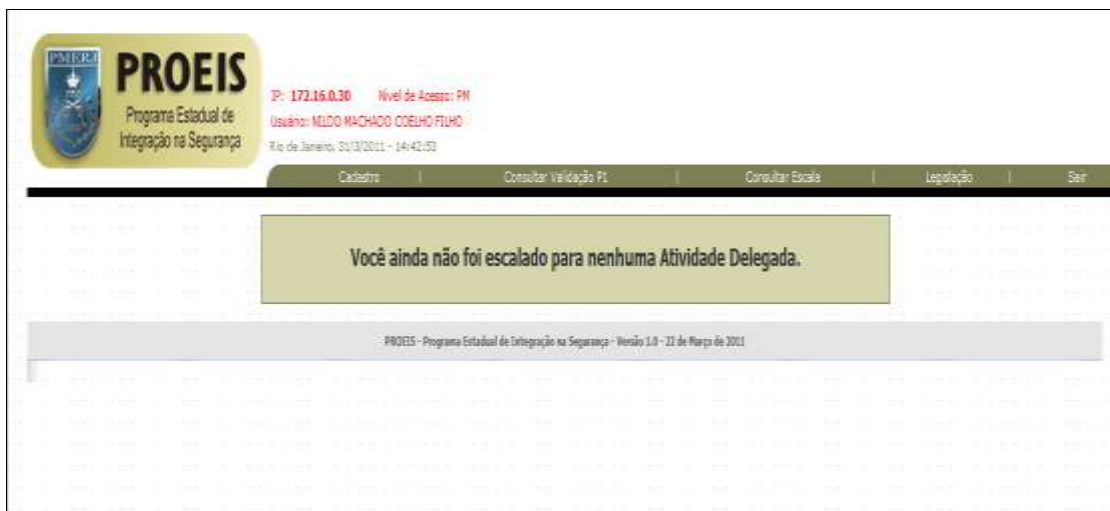 PMERJ
PROEIS
Programa Estadual de
Integração na Segurança
IP: 172.16.0.30 Nível de Acesso: PM
Usuário: NILDO MACHADO COELHO FILHO
Rio de Janeiro, 31/3/2011 - 14:42:53
Cadastro | Consultar Validação P1 | Consultar Escala | Legislação | Sair
Você ainda não foi escalado para nenhuma Atividade Delegada.
PROEIS - Programa Estadual de Integração na Segurança - Versão 1.0 - 22 de Março de 2011